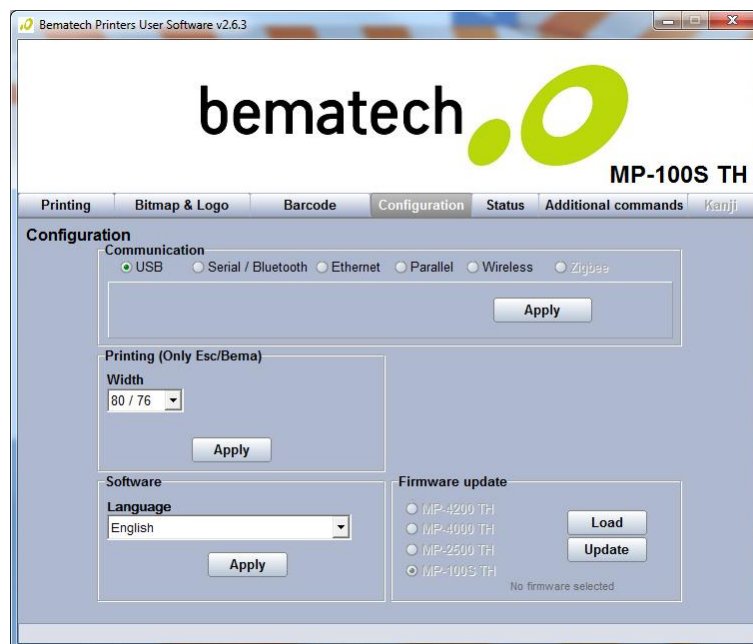 Bematech Printers User Software v2.6.3
bematech
MP-100S TH
Printing Bitmap & Logo Barcode Configuration Status Additional commands Kanji
Configuration
Communication
USB Serial / Bluetooth Ethernet Parallel Wireless Zigbee
Apply
Printing (Only Esc/Bema)
Width
80 / 76
Apply
Software
Language
English
Apply
Firmware update
MP-4200 TH
MP-4000 TH
MP-2500 TH
MP-100S TH
Load
Update
No firmware selected